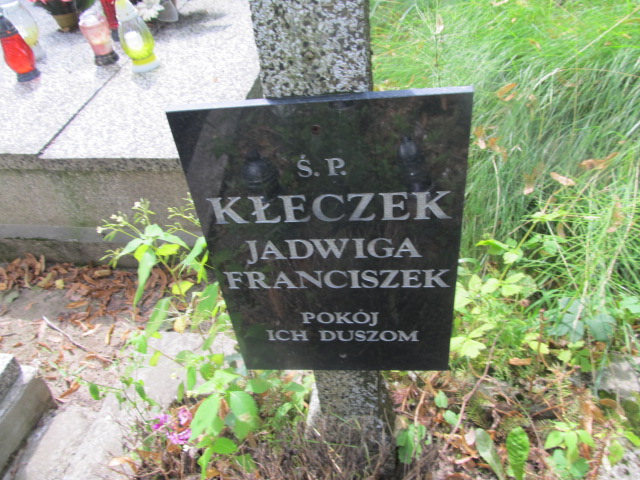 Ś.P.
KŁECZEK
JADWIGA
FRANCISZEK
POKÓJ
ICH DUSZOM